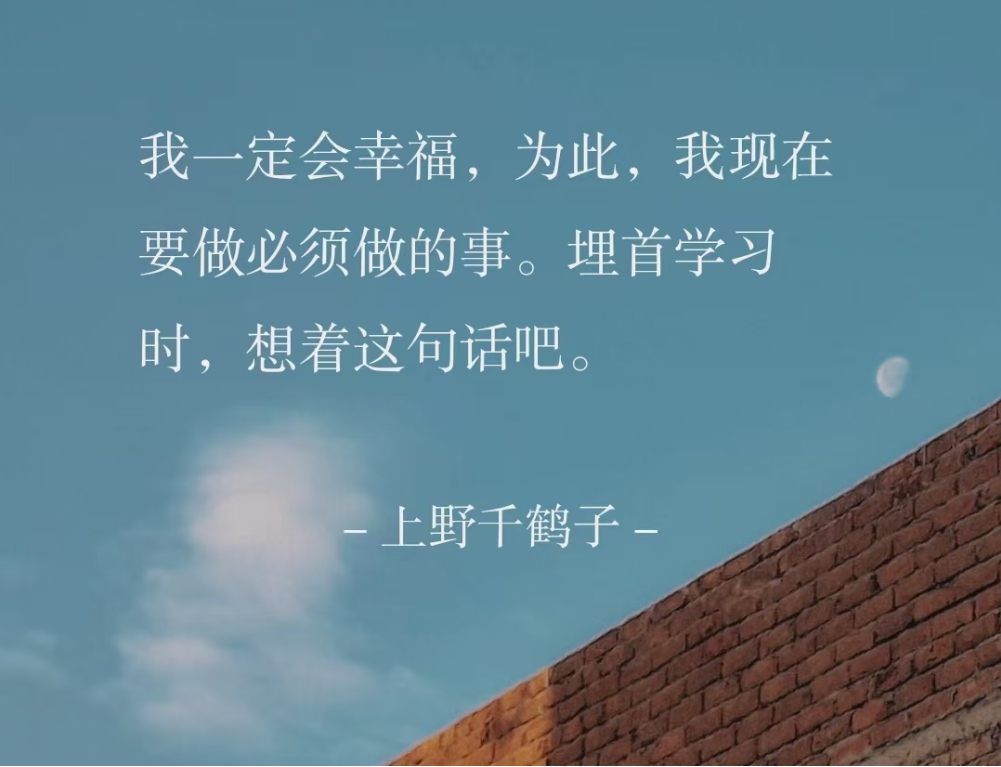 我一定会幸福，为此，我现在
要做必须做的事。埋首学习
时，想着这句话吧。
– 上野千鹤子 –